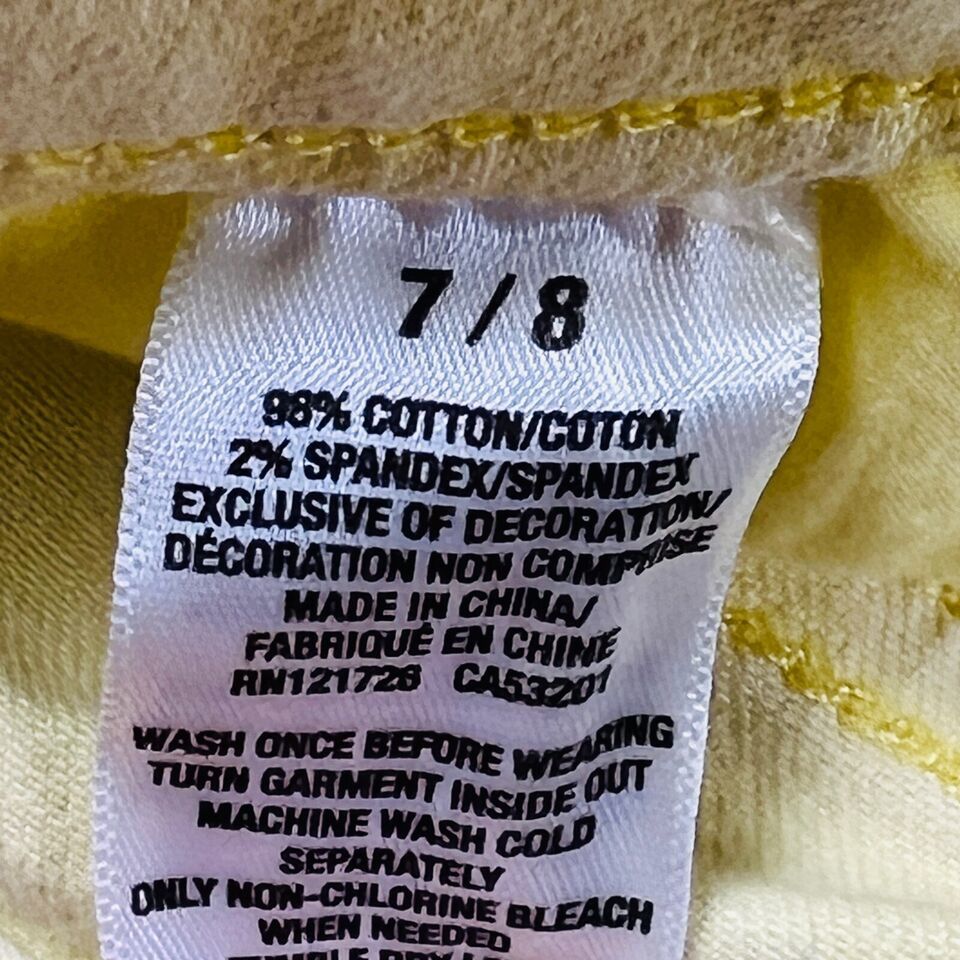 7/8
98% COTTON/COTON
2% SPANDEX/SPANDEX
EXCLUSIVE OF DECORATION/
DÉCORATION NON COMPRISE
MADE IN CHINA/
FABRIQUÉ EN CHINE
RN121726 CA53201
WASH ONCE BEFORE WEARING
TURN GARMENT INSIDE OUT
MACHINE WASH COLD
SEPARATELY
ONLY NON-CHLORINE BLEACH
WHEN NEEDED
TUMBLE DRY